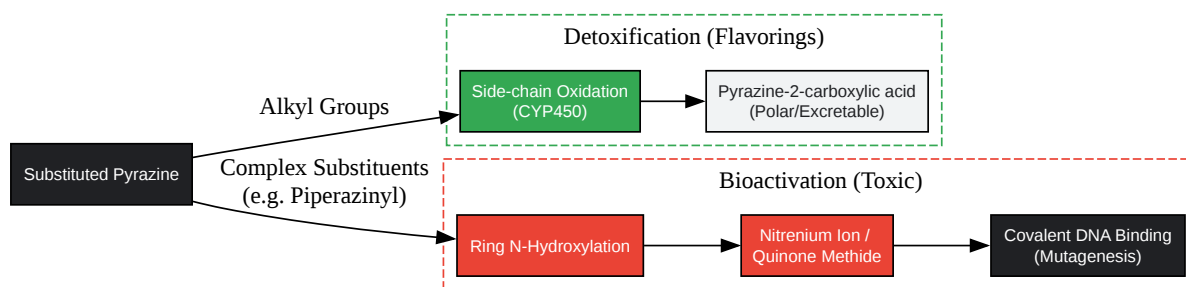 Detoxification (Flavorings)
Side-chain Oxidation
(CYP450)
Pyrazine-2-carboxylic acid
(Polar/Excretable)
Alkyl Groups
Substituted Pyrazine
Complex Substituents
(e.g. Piperazinyl)
Bioactivation (Toxic)
Ring N-Hydroxylation
Nitrenium Ion /
Quinone Methide
Covalent DNA Binding
(Mutagenesis)